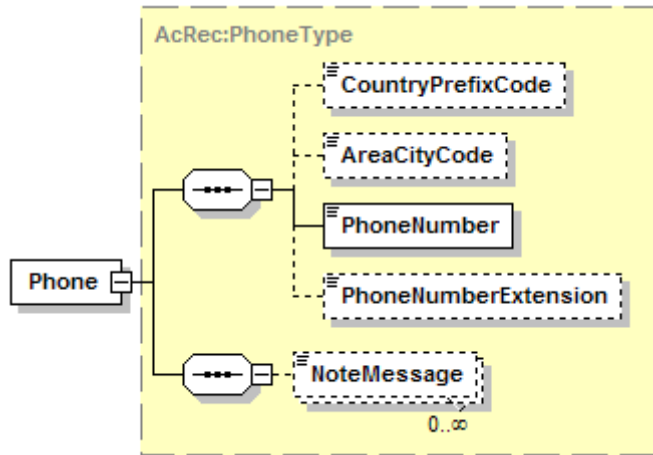 AcRec:PhoneType
CountryPrefixCode
AreaCityCode
PhoneNumber
Phone
PhoneNumberExtension
NoteMessage
0..∞